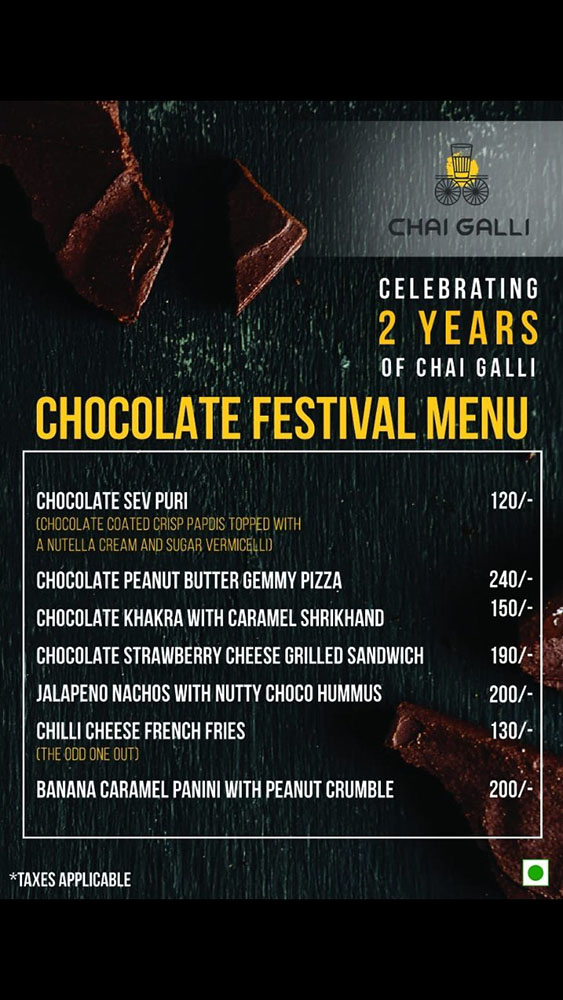 CHAI GALLI
CELEBRATING
2 YEARS
OF CHAI GALLI
CHOCOLATE FESTIVAL MENU
CHOCOLATE SEV PURI 120/-
(CHOCOLATE COATED CRISP PAPDIS TOPPED WITH
A NUTELLA CREAM AND SUGAR VERMICELLI)
CHOCOLATE PEANUT BUTTER GEMMY PIZZA 240/-
CHOCOLATE KHAKRA WITH CARAMEL SHRIKHAND 150/-
CHOCOLATE STRAWBERRY CHEESE GRILLED SANDWICH 190/-
JALAPENO NACHOS WITH NUTTY CHOCO HUMMUS 200/-
CHILLI CHEESE FRENCH FRIES 130/-
(THE ODD ONE OUT)
BANANA CARAMEL PANINI WITH PEANUT CRUMBLE 200/-
*TAXES APPLICABLE